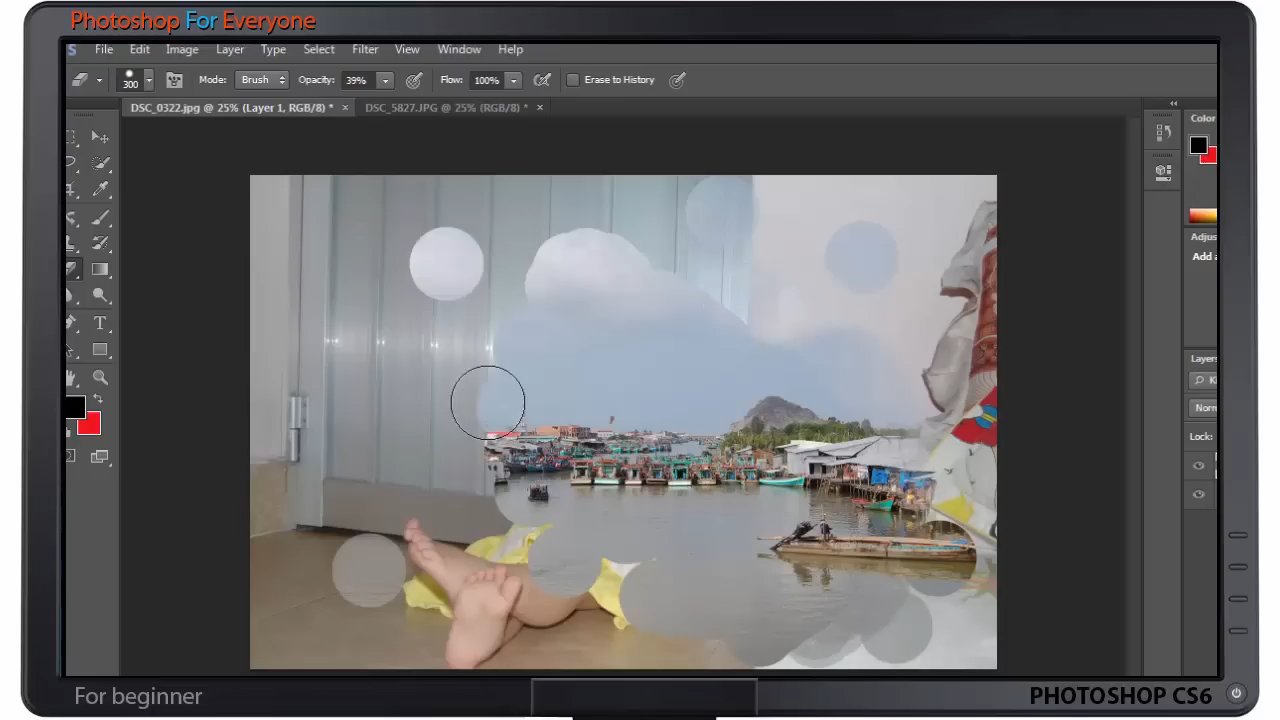 Photoshop For Everyone
File Edit Image Layer Type Select Filter View Window Help
300 Mode: Brush Opacity: 39% Flow: 100% Erase to History
DSC_0322.jpg @ 25% (Layer 1, RGB/8) * × DSC_5827.JPG @ 25% (RGB/8) * ×
Color
Adjus
Add a
Layers
Norn
Lock:
For beginner
PHOTOSHOP CS6